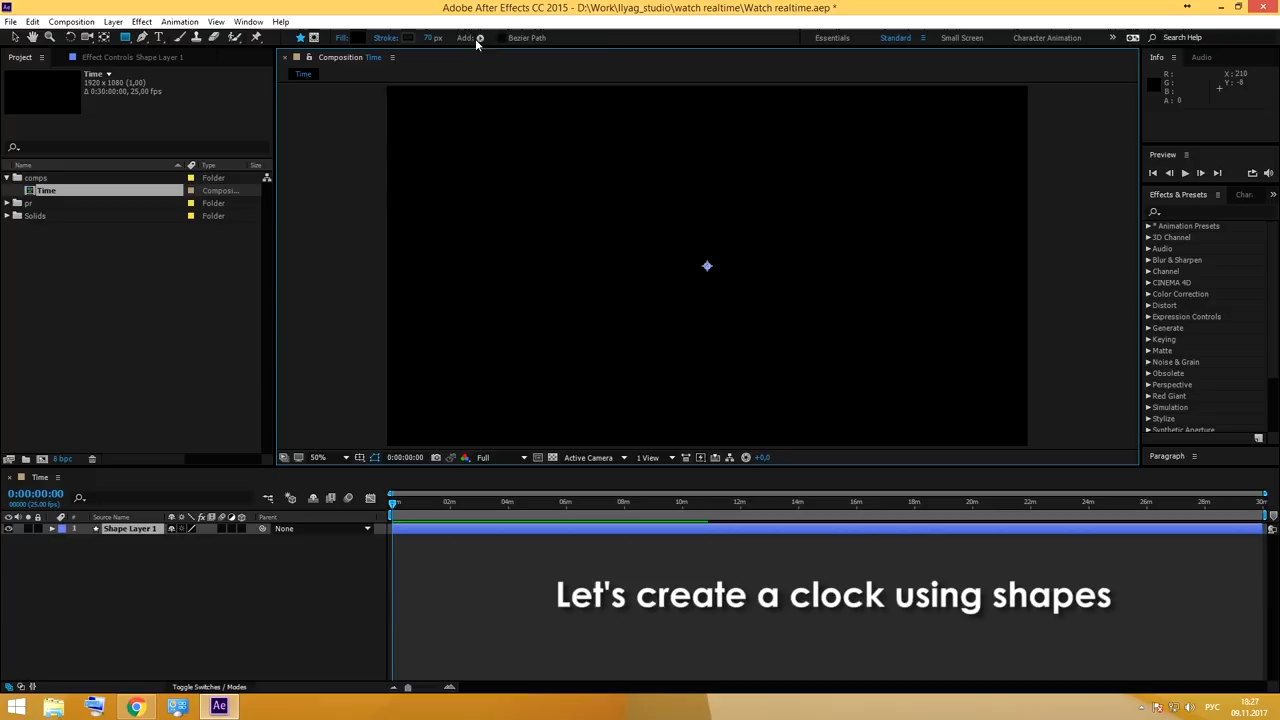 Adobe After Effects CC 2015 - D:\Work\Ilyag_studio\watch realtime\Watch realtime.aep *
File Edit Composition Layer Effect Animation View Window Help
Fill: Stroke: 70 px Add: Bezier Path Essentials Standard Small Screen Character Animation Search Help
Project Effect Controls Shape Layer 1 Composition Time Info Audio
Time
1920 x 1080 (1,00)
Δ 0:30:00:00, 25,00 fps
Time
R: X: 210
G: Y: -8
B:
A: 0
Preview
Name Type Size
comps Folder
Time Composi...
pr Folder
Solids Folder
Effects & Presets Char
* Animation Presets
3D Channel
Audio
Blur & Sharpen
Channel
CINEMA 4D
Color Correction
Distort
Expression Controls
Generate
Keying
Matte
Noise & Grain
Obsolete
Perspective
Red Giant
Simulation
Stylize
Synthetic Aperture
Paragraph
8 bpc
50% 0:00:00:00 Full Active Camera 1 View +0,0
Time
0:00:00:00
00000 (25.00 fps)
02m 04m 06m 08m 10m 12m 14m 16m 18m 20m 22m 24m 26m 28m 30m
# Source Name Parent
1 Shape Layer 1 None
Let's create a clock using shapes
Toggle Switches / Modes
Ae РУС 18:27
09.11.2017